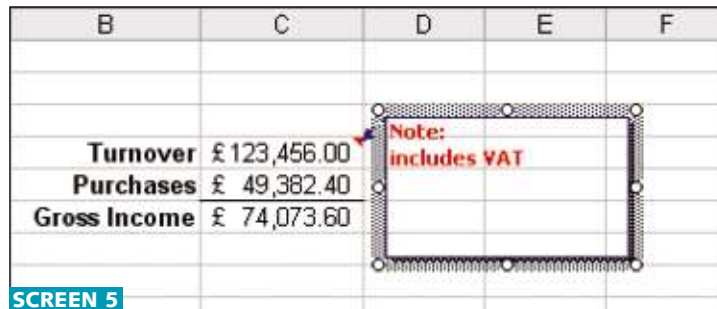 B C D E F
Note:
Turnover £123,456.00 includes VAT
Purchases £ 49,382.40
Gross Income £ 74,073.60
SCREEN 5